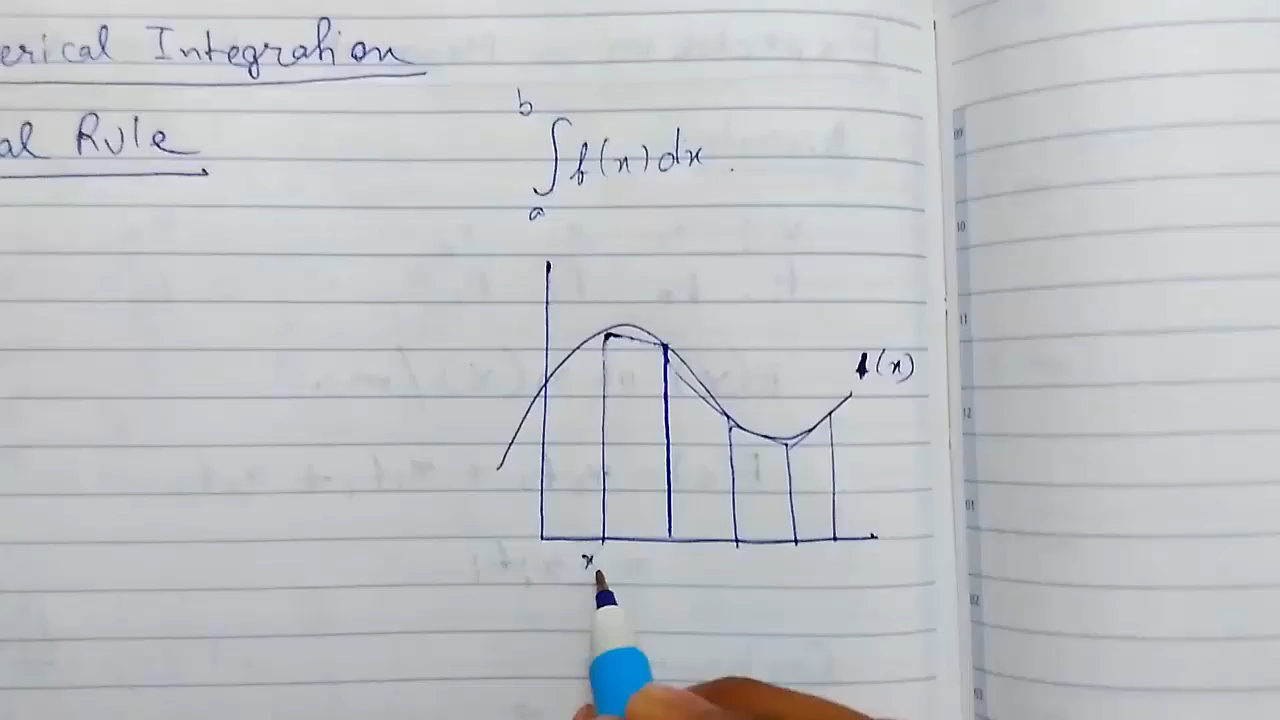 erical Integration
al Rule
b
∫f(x)dx.
a
f(x)
x